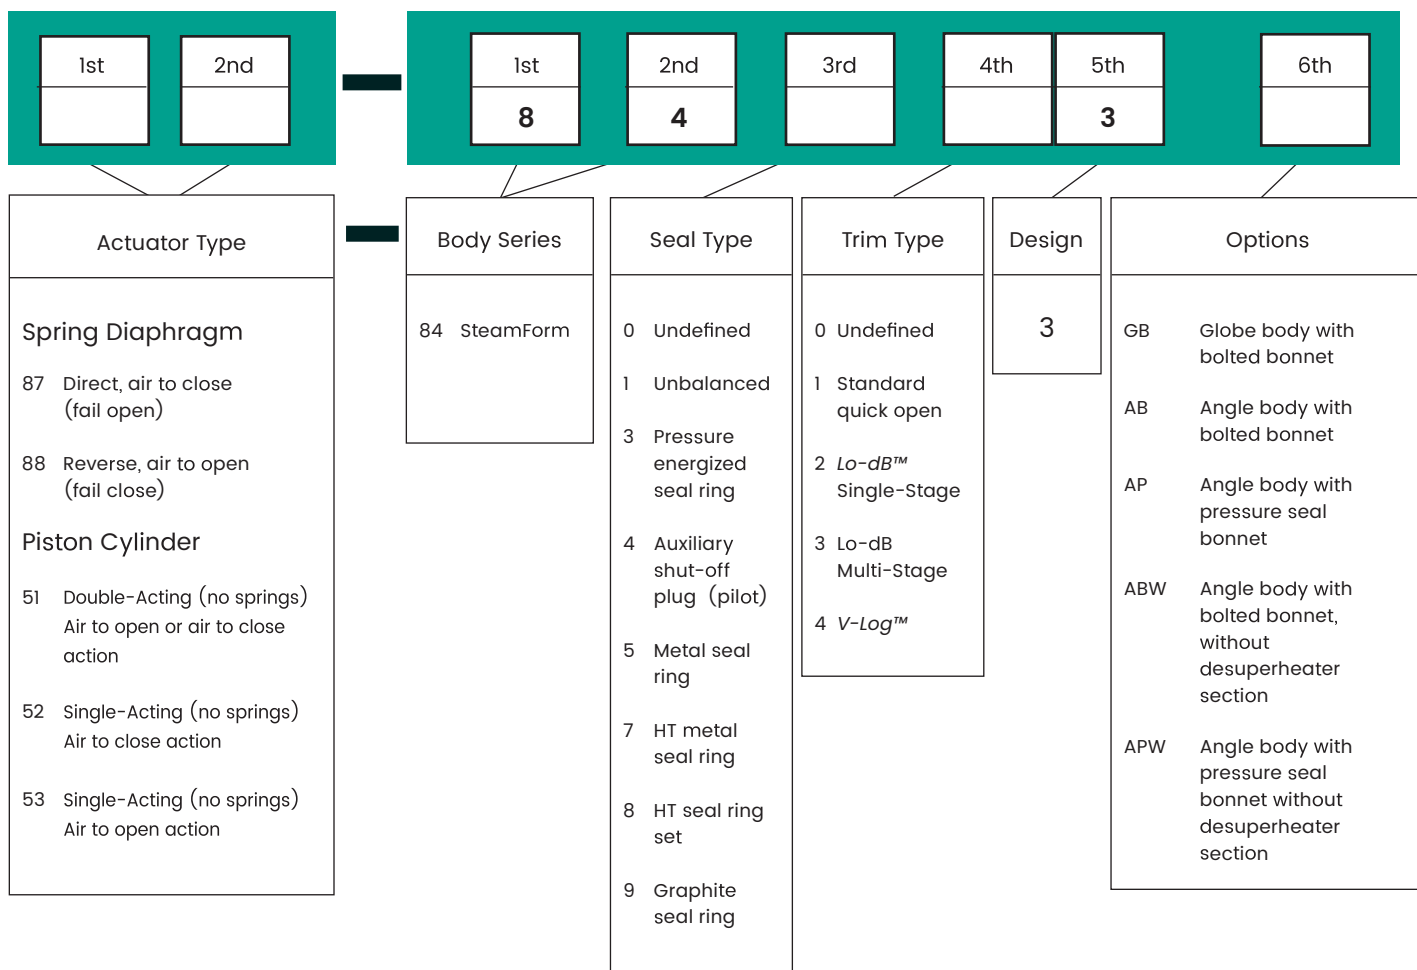 1st
2nd
1st
2nd
3rd
4th
5th
6th
8
4
3
Actuator Type
Spring Diaphragm
87 Direct, air to close
(fail open)
88 Reverse, air to open
(fail close)
Piston Cylinder
51 Double-Acting (no springs)
Air to open or air to close
action
52 Single-Acting (no springs)
Air to close action
53 Single-Acting (no springs)
Air to open action
Body Series
84 SteamForm
Seal Type
0 Undefined
1 Unbalanced
3 Pressure
energized
seal ring
4 Auxiliary
shut-off
plug (pilot)
5 Metal seal
ring
7 HT metal
seal ring
8 HT seal ring
set
9 Graphite
seal ring
Trim Type
0 Undefined
1 Standard
quick open
2 Lo-dB™
Single-Stage
3 Lo-dB
Multi-Stage
4 V-Log™
Design
3
Options
GB Globe body with
bolted bonnet
AB Angle body with
bolted bonnet
AP Angle body with
pressure seal
bonnet
ABW Angle body with
bolted bonnet,
without
desuperheater
section
APW Angle body with
pressure seal
bonnet without
desuperheater
section